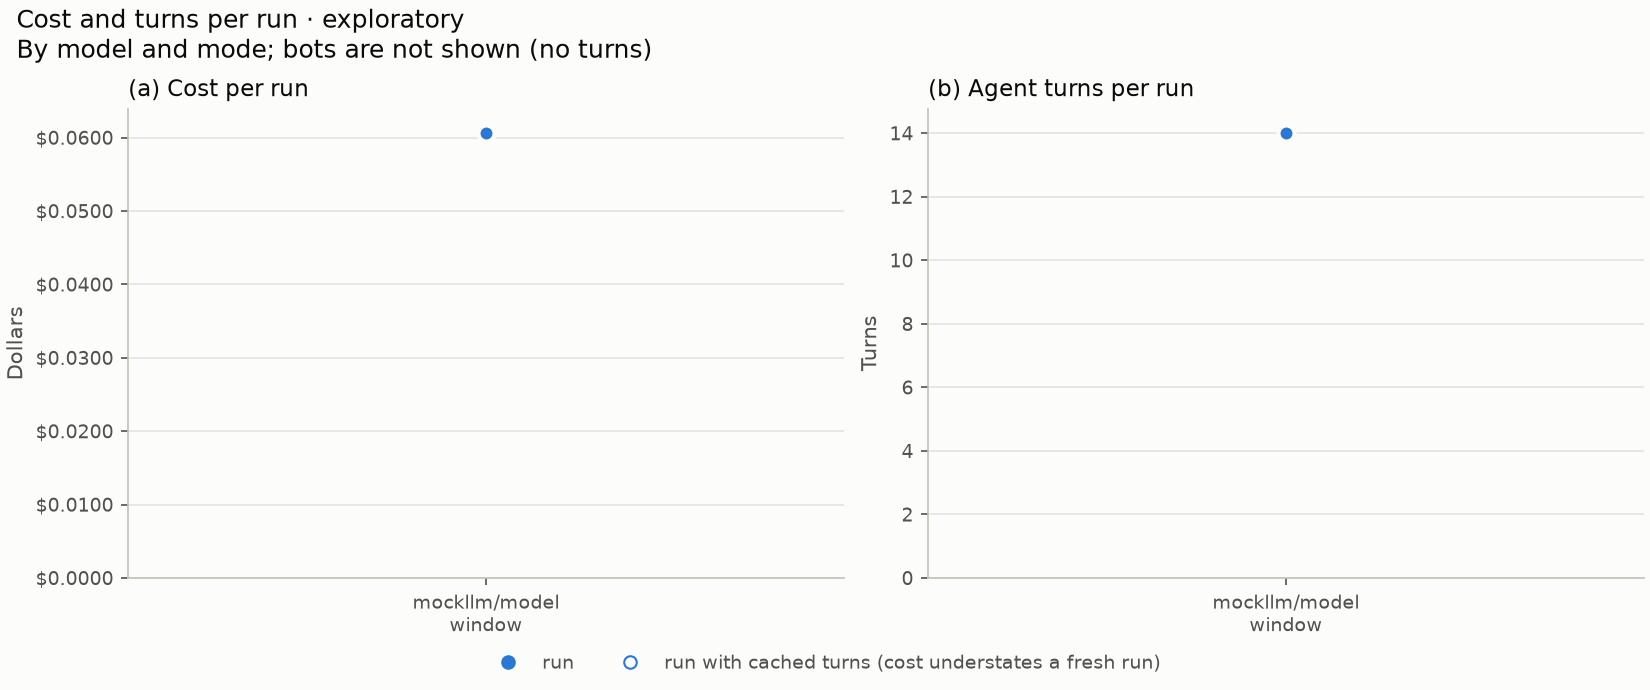 Cost and turns per run · exploratory
By model and mode; bots are not shown (no turns)
(a) Cost per run
Dollars
$0.0600
$0.0500
$0.0400
$0.0300
$0.0200
$0.0100
$0.0000
mockllm/model
window
(b) Agent turns per run
Turns
14
12
10
8
6
4
2
0
mockllm/model
window
run
run with cached turns (cost understates a fresh run)